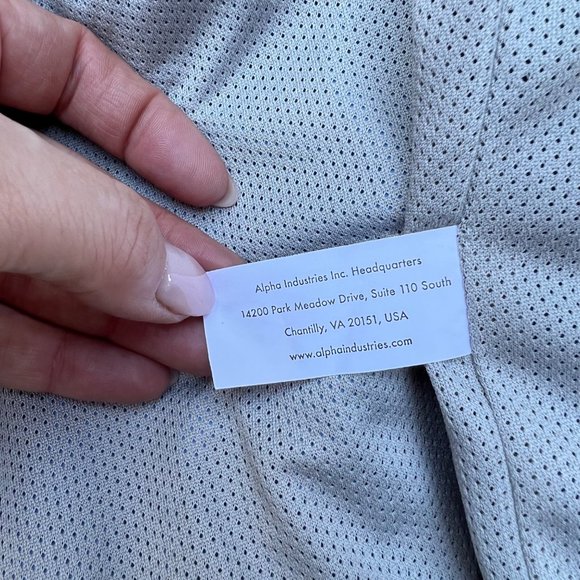 Alpha Industries Inc. Headquarters
14200 Park Meadow Drive, Suite 110 South
Chantilly, VA 20151, USA
www.alphaindustries.com